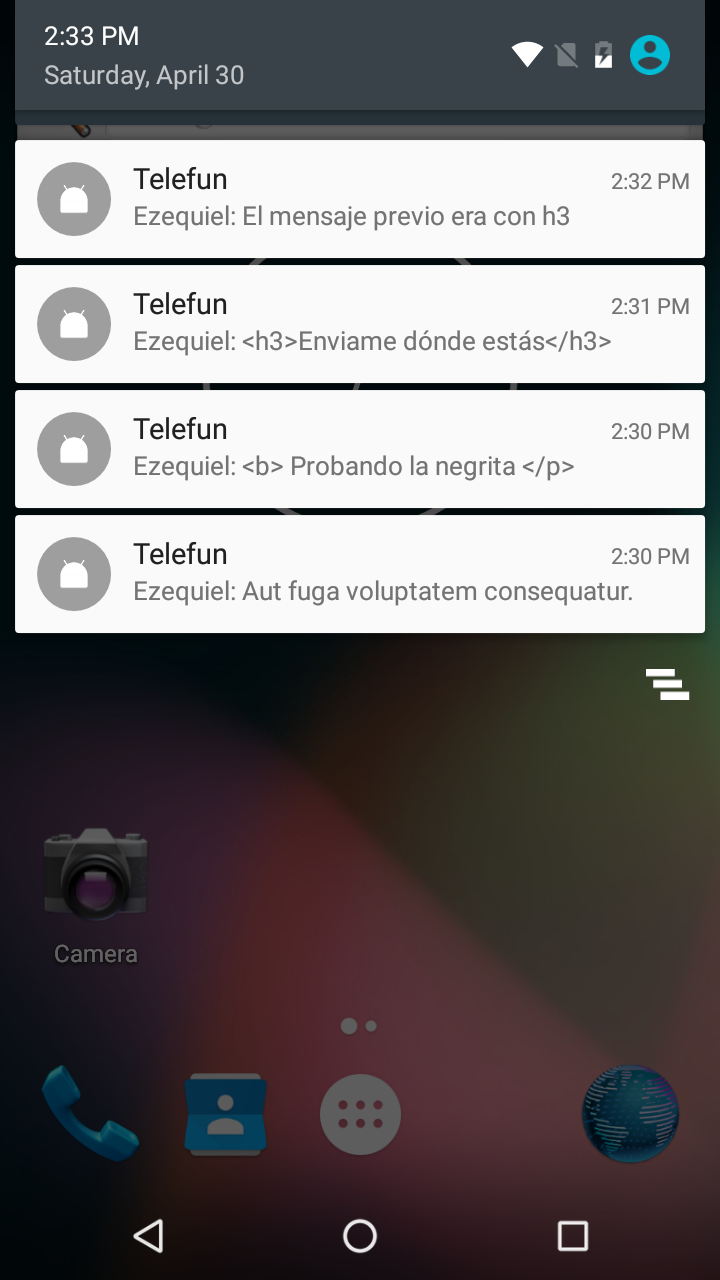 2:33 PM
Saturday, April 30
Telefun 2:32 PM
Ezequiel: El mensaje previo era con h3
Telefun 2:31 PM
Ezequiel: <h3>Enviame dónde estás</h3>
Telefun 2:30 PM
Ezequiel: <b> Probando la negrita </p>
Telefun 2:30 PM
Ezequiel: Aut fuga voluptatem consequatur.
Camera